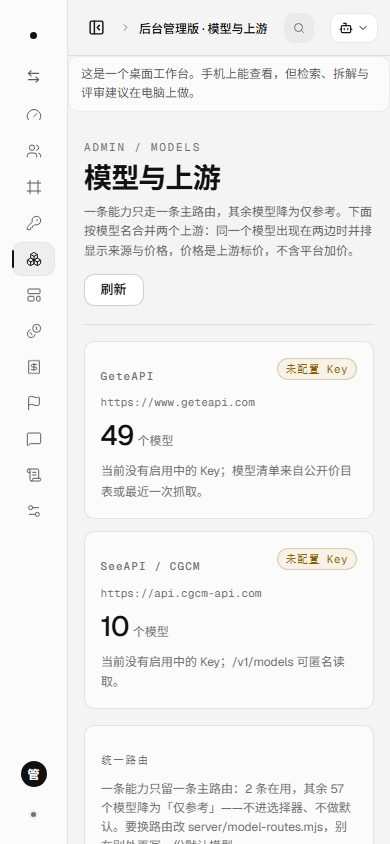 后台管理版 · 模型与上游
这是一个桌面工作台。手机上能查看，但检索、拆解与
评审建议在电脑上做。
ADMIN / MODELS
模型与上游
一条能力只走一条主路由，其余模型降为仅参考。下面
按模型名合并两个上游：同一个模型出现在两边时并排
显示来源与价格，价格是上游标价，不含平台加价。
刷新
GeteAPI
未配置 Key
https://www.geteapi.com
49 个模型
当前没有启用中的 Key；模型清单来自公开价目
表或最近一次抓取。
SeeAPI / CGCM
未配置 Key
https://api.cgcm-api.com
10 个模型
当前没有启用中的 Key；/v1/models 可匿名读
取。
统一路由
一条能力只留一条主路由：2 条在用，其余 57
个模型降为「仅参考」——不进选择器、不做默
认。要换路由改 server/model-routes.mjs，别
管